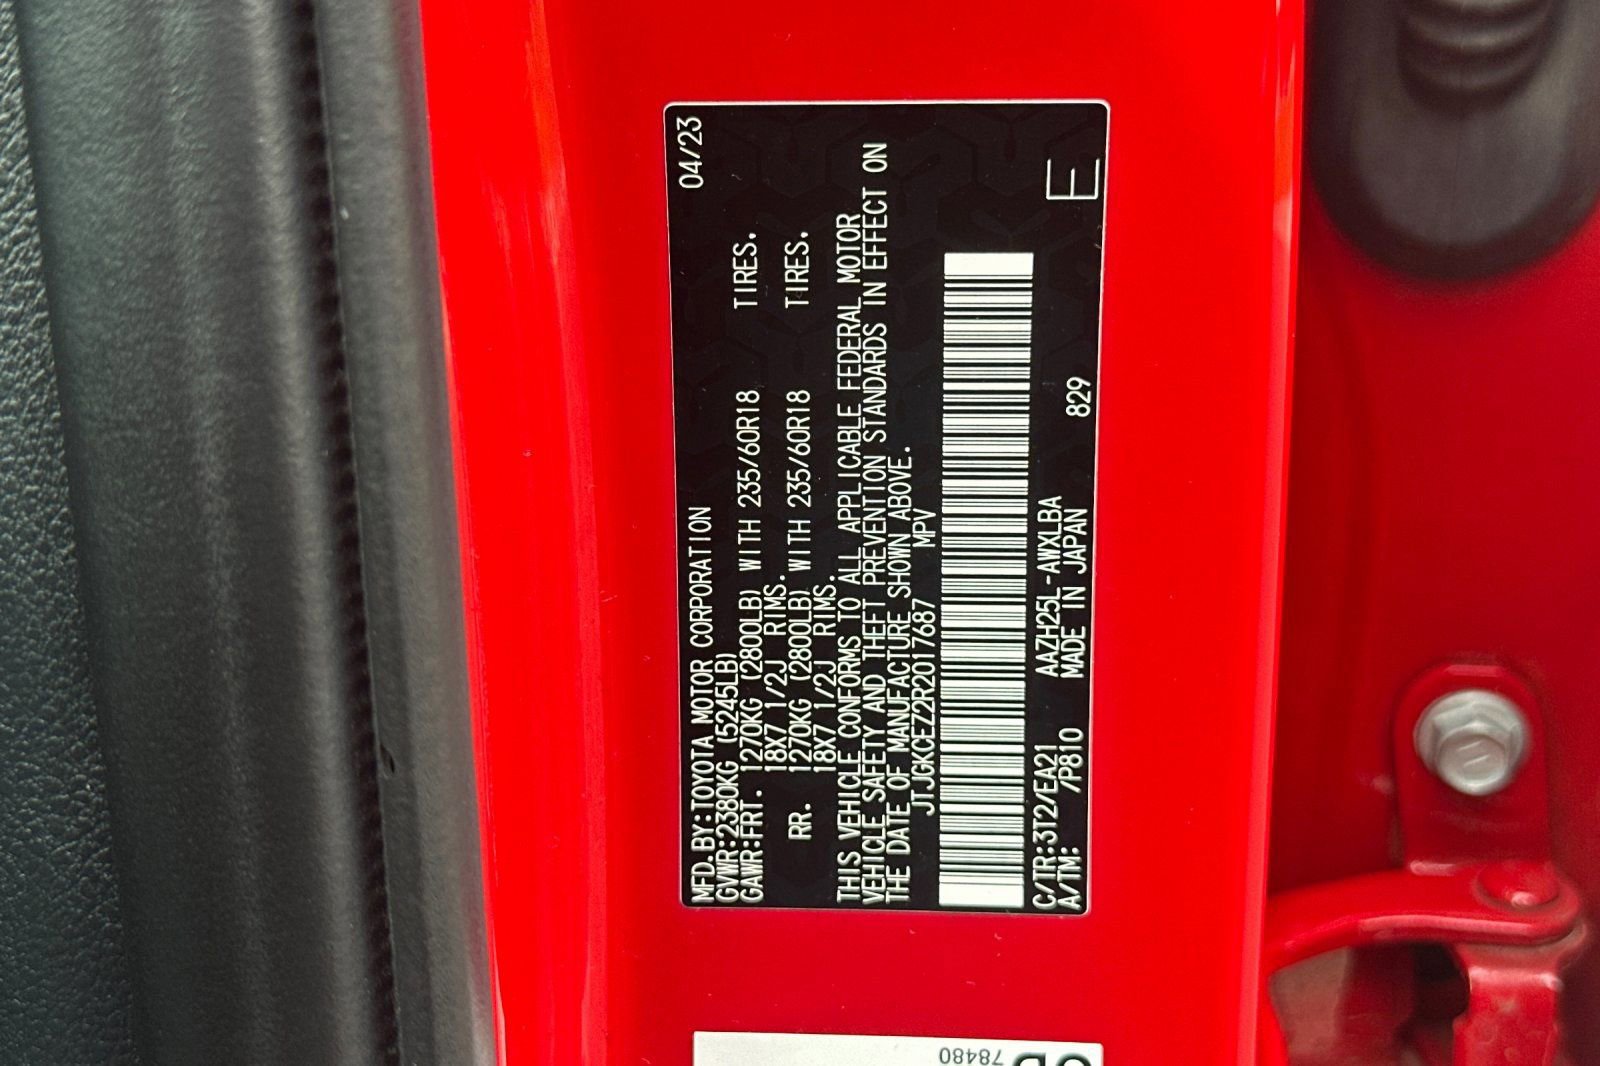 MFD.BY:TOYOTA MOTOR CORPORATION 04/23
GVWR:2380KG (5245LB)
GAWR:FRT. 1270KG (2800LB) WITH 235/60R18 TIRES.
18X7 1/2J RIMS.
RR. 1270KG (2800LB) WITH 235/60R18 TIRES.
18X7 1/2J RIMS.
THIS VEHICLE CONFORMS TO ALL APPLICABLE FEDERAL MOTOR
VEHICLE SAFETY AND THEFT PREVENTION STANDARDS IN EFFECT ON
THE DATE OF MANUFACTURE SHOWN ABOVE.
JTJGKCEZ2R2017687 MPV
E
C/TR:3T2/EA21 AAZH25L-AWXLBA
A/TM: /P810 MADE IN JAPAN 829
78480